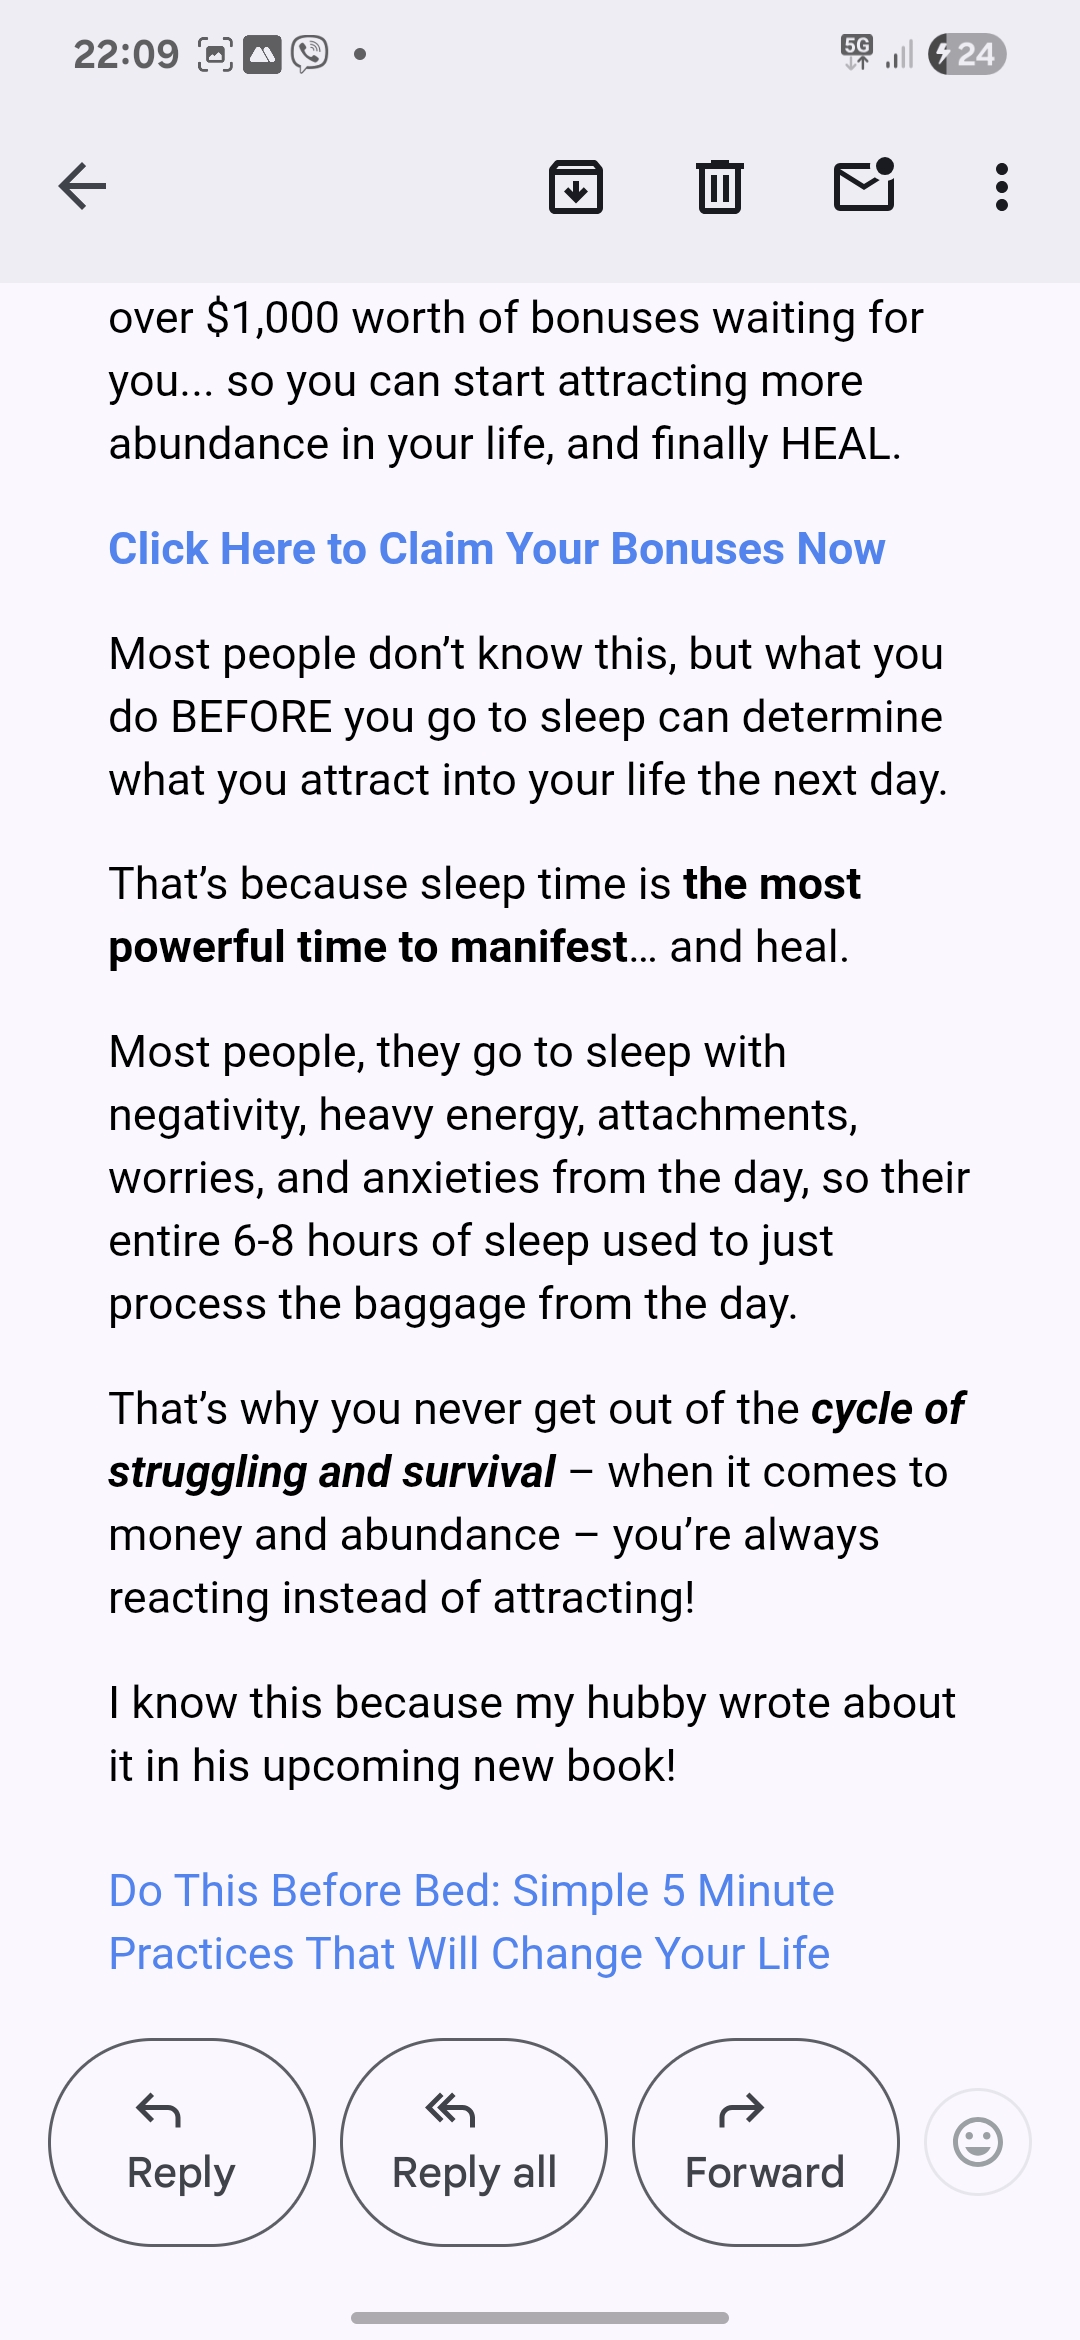 22:09
5G
24
over $1,000 worth of bonuses waiting for
you... so you can start attracting more
abundance in your life, and finally HEAL.
Click Here to Claim Your Bonuses Now
Most people don’t know this, but what you
do BEFORE you go to sleep can determine
what you attract into your life the next day.
That’s because sleep time is the most
powerful time to manifest… and heal.
Most people, they go to sleep with
negativity, heavy energy, attachments,
worries, and anxieties from the day, so their
entire 6-8 hours of sleep used to just
process the baggage from the day.
That’s why you never get out of the cycle of
struggling and survival – when it comes to
money and abundance – you’re always
reacting instead of attracting!
I know this because my hubby wrote about
it in his upcoming new book!
Do This Before Bed: Simple 5 Minute
Practices That Will Change Your Life
Reply
Reply all
Forward